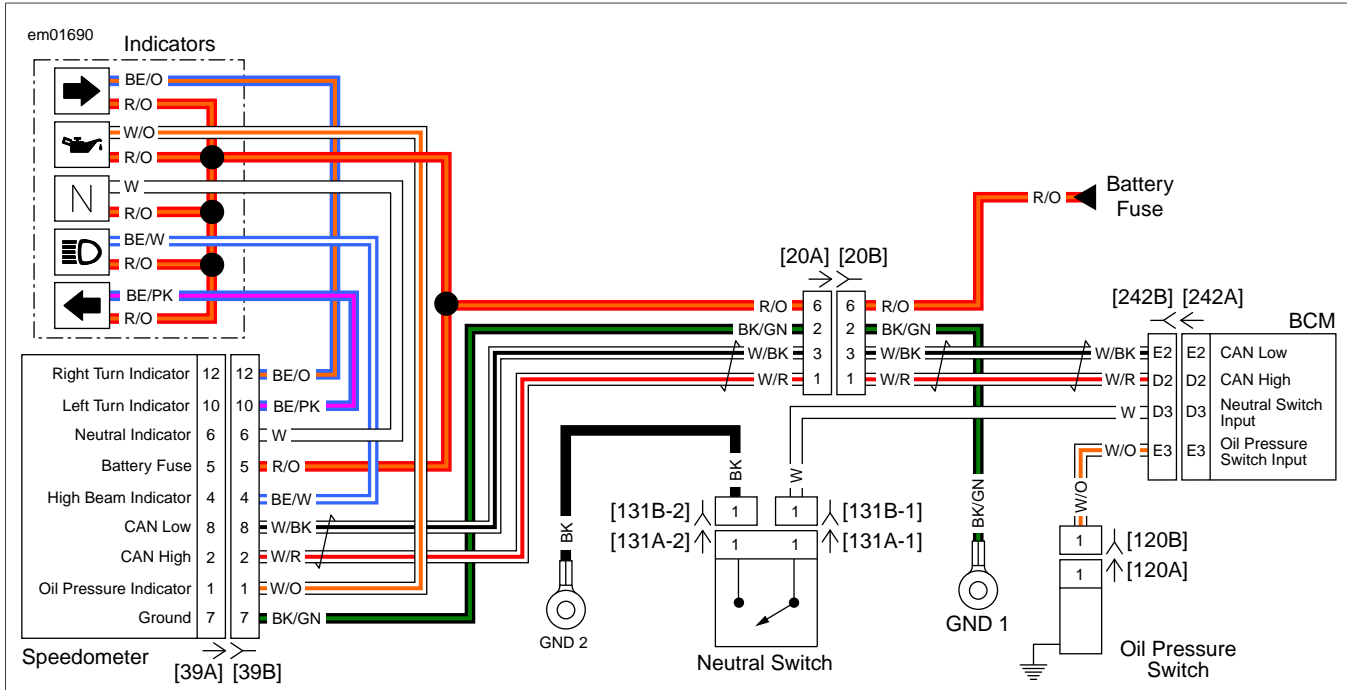 em01690
Indicators
BE/O
R/O
W/O
R/O
W
R/O
N
BE/W
R/O
BE/PK
R/O
Battery
Fuse
R/O
[20A] [20B]
R/O 6 6 R/O
BK/GN 2 2 BK/GN
W/BK 3 3 W/BK
W/R 1 1 W/R
[242B] [242A]
BCM
W/BK E2 E2 CAN Low
W/R D2 D2 CAN High
W D3 D3 Neutral Switch
Input
W/O E3 E3 Oil Pressure
Switch Input
Right Turn Indicator 12 12 BE/O
Left Turn Indicator 10 10 BE/PK
Neutral Indicator 6 6 W
Battery Fuse 5 5 R/O
High Beam Indicator 4 4 BE/W
CAN Low 8 8 W/BK
CAN High 2 2 W/R
Oil Pressure Indicator 1 1 W/O
Ground 7 7 BK/GN
Speedometer
[39A] [39B]
BK
BK
W
[131B-2] 1 1 [131B-1]
[131A-2] 1 1 [131A-1]
GND 2
Neutral Switch
BK/GN
GND 1
W/O
1 [120B]
1 [120A]
Oil Pressure
Switch